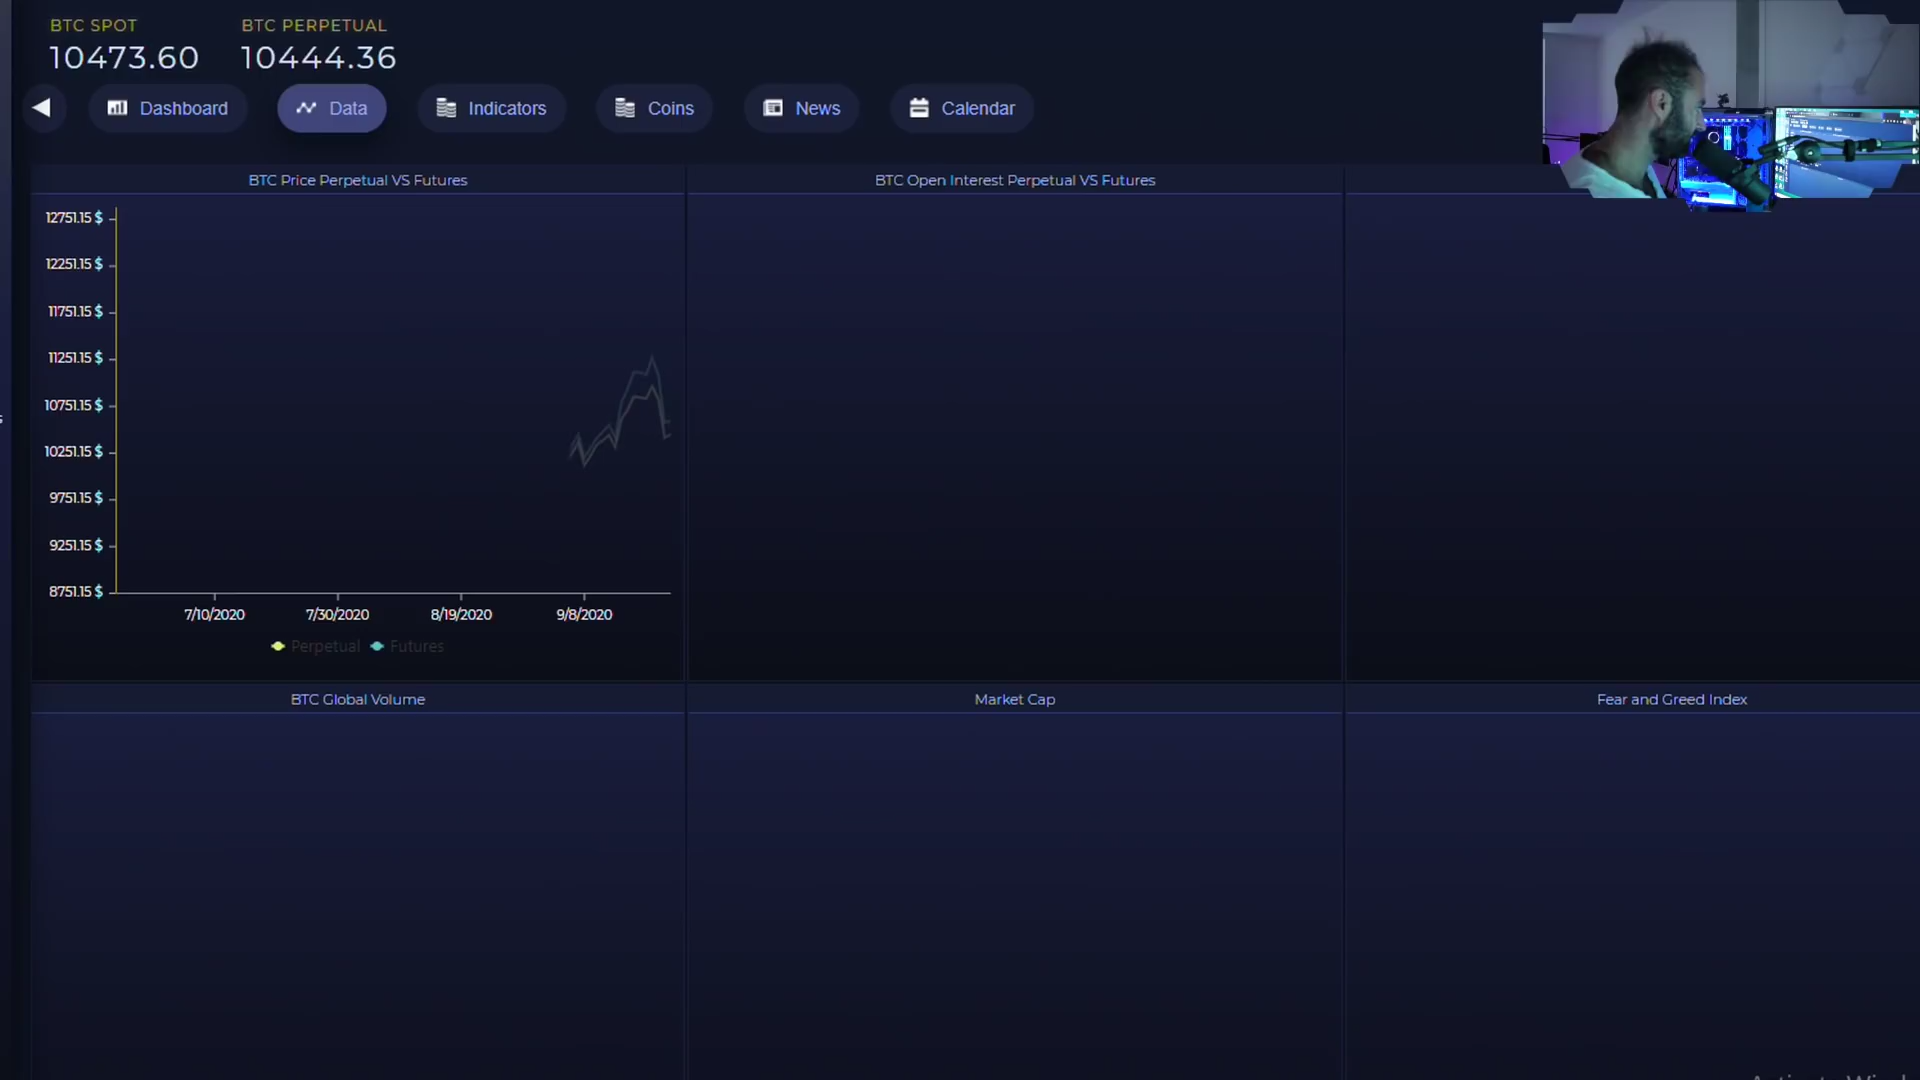 BTC SPOT BTC PERPETUAL
10473.60 10444.36
Dashboard Data Indicators Coins News Calendar
BTC Price Perpetual VS Futures
12751.15 $
12251.15 $
11751.15 $
11251.15 $
10751.15 $
10251.15 $
9751.15 $
9251.15 $
8751.15 $
7/10/2020 7/30/2020 8/19/2020 9/8/2020
Perpetual Futures
BTC Open Interest Perpetual VS Futures
BTC Global Volume
Market Cap
Fear and Greed Index